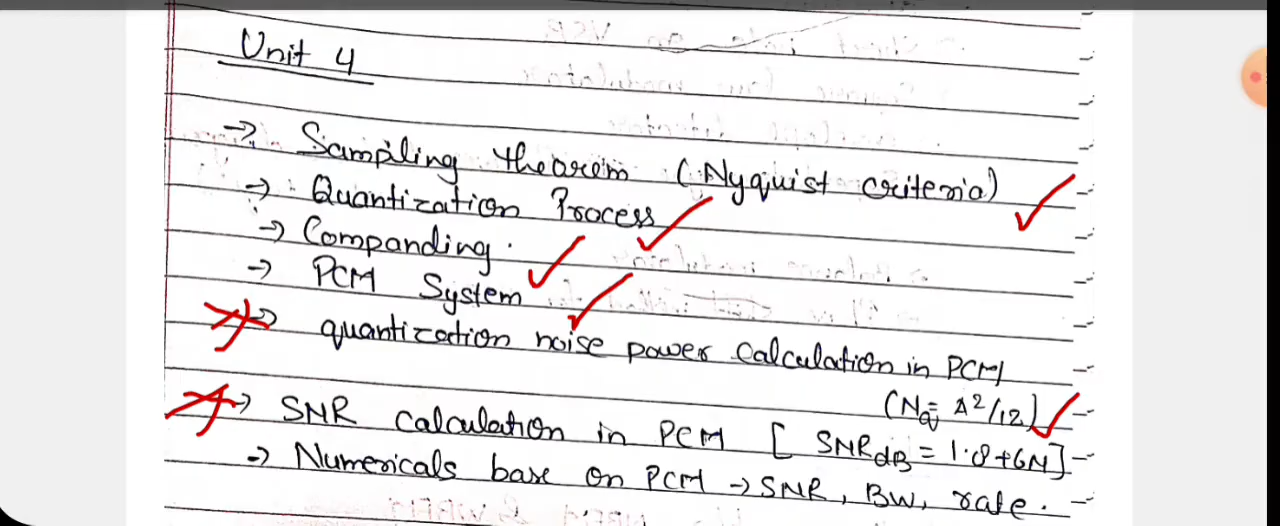 Unit 4
→ Sampling theorem (Nyquist criteria)
→ Quantization Process
→ Companding.
→ PCM System
→ quantization noise power calculation in PCM
(Nq = Δ²/12)
→ SNR calculation in PCM [ SNRdB = 1.8+6N ]
→ Numericals base on PCM → SNR, BW, rate.